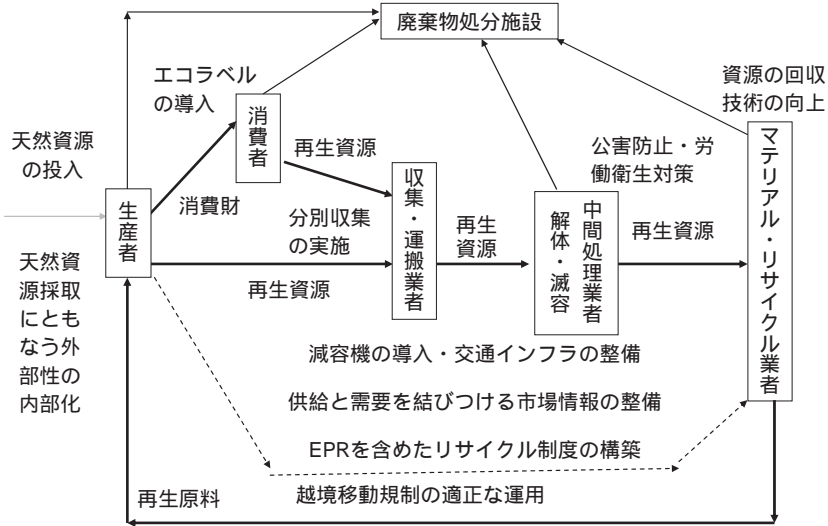 廃棄物処分施設
エコラベル
の導入
資源の回収
技術の向上
消費者
天然資源
の投入
再生資源
公害防止・労
働衛生対策
マテリアル・リサイクル業者
生産者
消費財
収集・運搬業者
中間処理業者
解体・滅容
分別収集
の実施
再生
資源
再生資源
天然資
源採取
にとも
なう外
部性の
内部化
再生資源
減容機の導入・交通インフラの整備
供給と需要を結びつける市場情報の整備
EPRを含めたリサイクル制度の構築
再生原料
越境移動規制の適正な運用